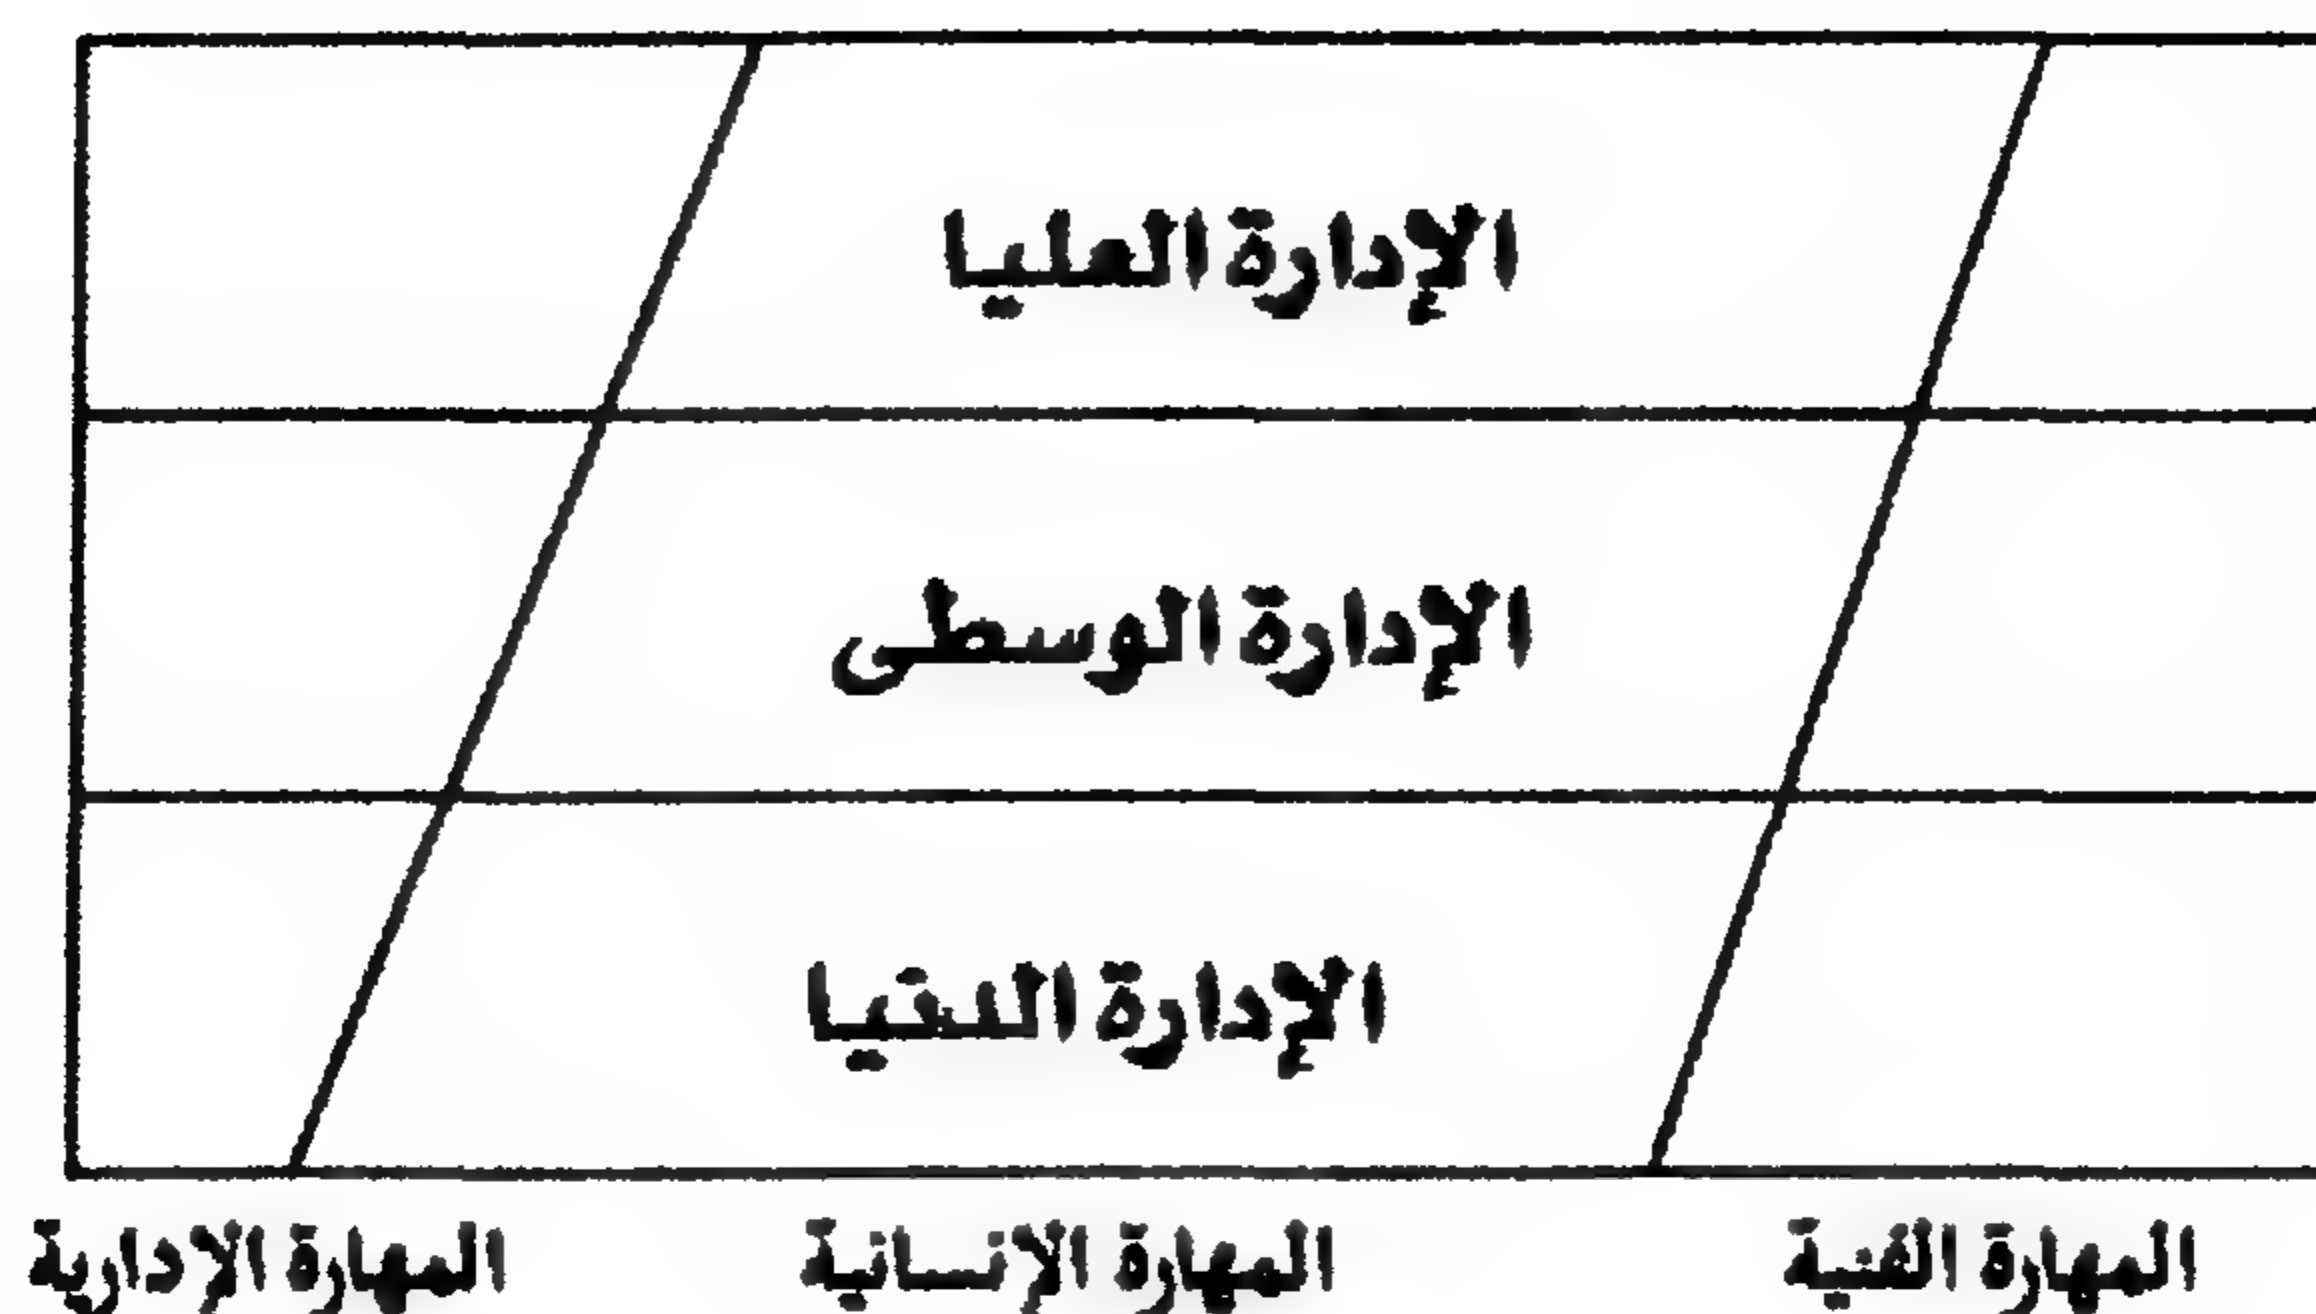 الإدارة العليا
الإدارة الوسطى
الإدارة الدنيا
المهارة الفنية المهارة الإنسانية المهارة الإدارية